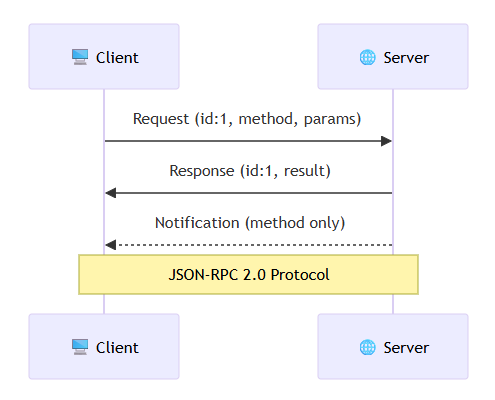 Client
Server
Request (id:1, method, params)
Response (id:1, result)
Notification (method only)
JSON-RPC 2.0 Protocol
Client
Server